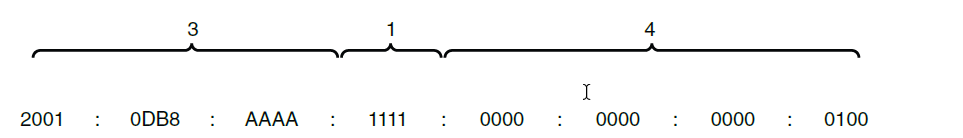 3 1 4
2001 : 0DB8 : AAAA : 1111 : 0000 : 0000 : 0000 : 0100